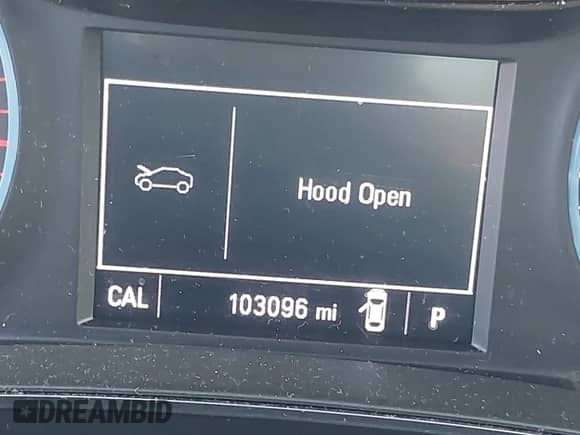 Hood Open
CAL
103096 mi
P
DREAMBID